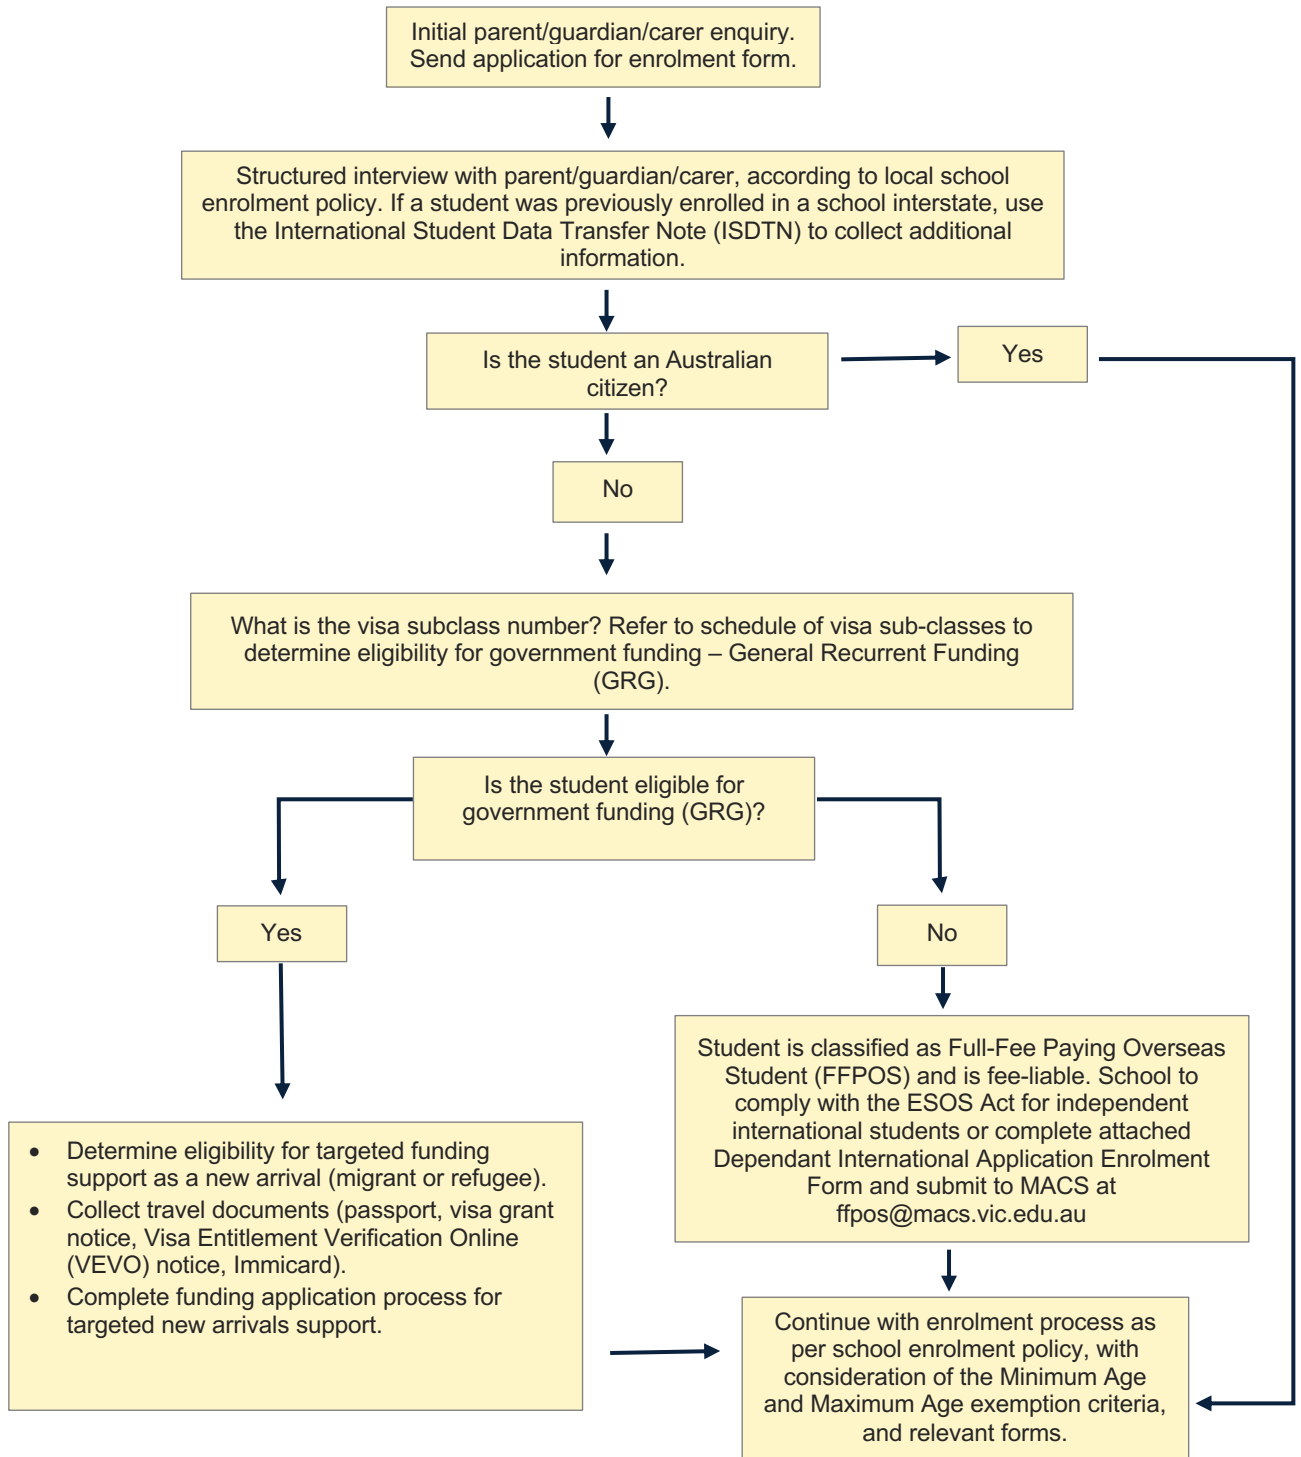 Initial parent/guardian/carer enquiry.
Send application for enrolment form.
Structured interview with parent/guardian/carer, according to local school
enrolment policy. If a student was previously enrolled in a school interstate, use
the International Student Data Transfer Note (ISDTN) to collect additional
information.
Is the student an Australian
citizen?
Yes
No
What is the visa subclass number? Refer to schedule of visa sub-classes to
determine eligibility for government funding – General Recurrent Funding
(GRG).
Is the student eligible for
government funding (GRG)?
Yes
No
Student is classified as Full-Fee Paying Overseas
Student (FFPOS) and is fee-liable. School to
comply with the ESOS Act for independent
international students or complete attached
Dependant International Application Enrolment
Form and submit to MACS at
ffpos@macs.vic.edu.au
• Determine eligibility for targeted funding
support as a new arrival (migrant or refugee).
• Collect travel documents (passport, visa grant
notice, Visa Entitlement Verification Online
(VEVO) notice, Immicard).
• Complete funding application process for
targeted new arrivals support.
Continue with enrolment process as
per school enrolment policy, with
consideration of the Minimum Age
and Maximum Age exemption criteria,
and relevant forms.